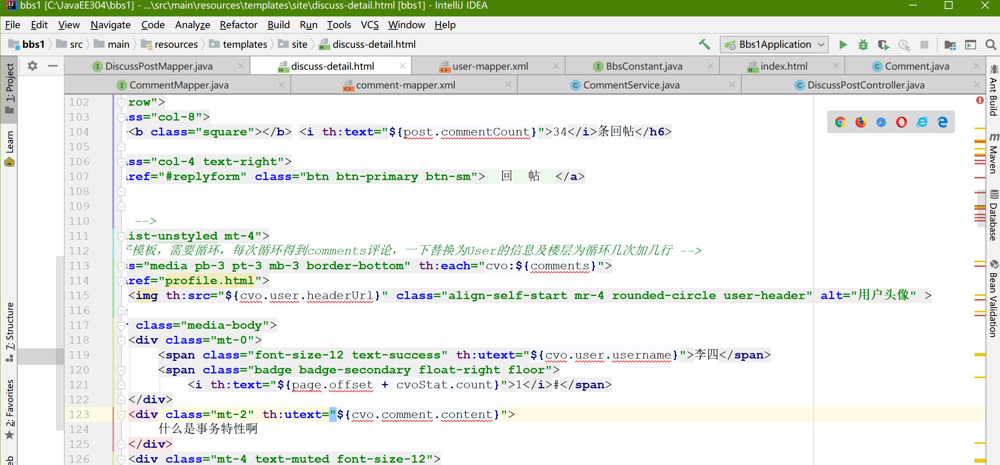 bbs1 [C:\JavaEE304\bbs1] - ...\src\main\resources\templates\site\discuss-detail.html [bbs1] - IntelliJ IDEA
File Edit View Navigate Code Analyze Refactor Build Run Tools VCS Window Help
bbs1 src main resources templates site discuss-detail.html Bbs1Application
DiscussPostMapper.java discuss-detail.html user-mapper.xml BbsConstant.java index.html Comment.java
CommentMapper.java comment-mapper.xml CommentService.java DiscussPostController.java
1: Project
Learn
7: Structure
2: Favorites
eb
102 row">
103 ss="col-8">
104 <b class="square"></b> <i th:text="${post.commentCount}">34</i>条回帖</h6>
105
106 ss="col-4 text-right">
107 ref="#replyform" class="btn btn-primary btn-sm">  回  帖  </a>
108
109
110 -->
111 ist-unstyled mt-4">
112 模板，需要循环，每次循环得到comments评论，一下替换为User的信息及楼层为循环几次加几行 -->
113 s="media pb-3 pt-3 mb-3 border-bottom" th:each="cvo:${comments}">
114 ref="profile.html">
115 <img th:src="${cvo.user.headerUrl}" class="align-self-start mr-4 rounded-circle user-header" alt="用户头像" >
116
117 class="media-body">
118 <div class="mt-0">
119 <span class="font-size-12 text-success" th:utext="${cvo.user.username}">李四</span>
120 <span class="badge badge-secondary float-right floor">
121 <i th:text="${page.offset + cvoStat.count}">1</i>#</span>
122 </div>
123 <div class="mt-2" th:utext="${cvo.comment.content}">
124 什么是事务特性啊
125 </div>
126 <div class="mt-4 text-muted font-size-12">
Ant Build
Maven
Database
Bean Validation